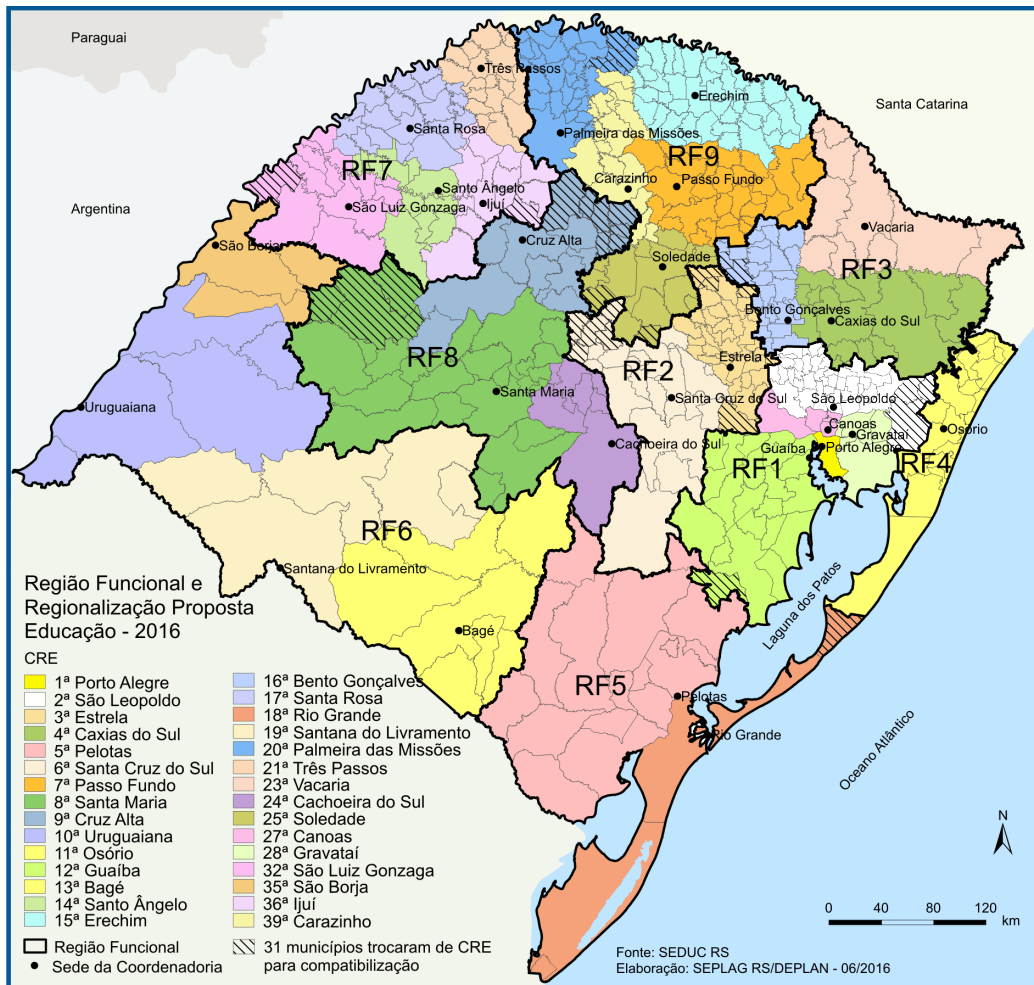 Paraguai
Santa Catarina
Argentina
Três Passos
Erechim
Santa Rosa
Palmeira das Missões
RF9
RF7
Carazinho
Passo Fundo
Santo Ângelo
Ijuí
São Luiz Gonzaga
Vacaria
São Borja
Cruz Alta
Soledade
RF3
Bento Gonçalves
Caxias do Sul
RF8
Estrela
RF2
Santa Maria
Santa Cruz do Sul
São Leopoldo
Uruguaiana
Canoas
Osório
Gravataí
Cachoeira do Sul
Guaíba
Porto Alegre
RF1
RF4
RF6
Santana do Livramento
Laguna dos Patos
Bagé
RF5
Pelotas
Rio Grande
Oceano Atlântico
Região Funcional e
Regionalização Proposta
Educação - 2016
CRE
1ª Porto Alegre
2ª São Leopoldo
3ª Estrela
4ª Caxias do Sul
5ª Pelotas
6ª Santa Cruz do Sul
7ª Passo Fundo
8ª Santa Maria
9ª Cruz Alta
10ª Uruguaiana
11ª Osório
12ª Guaíba
13ª Bagé
14ª Santo Ângelo
15ª Erechim
16ª Bento Gonçalves
17ª Santa Rosa
18ª Rio Grande
19ª Santana do Livramento
20ª Palmeira das Missões
21ª Três Passos
23ª Vacaria
24ª Cachoeira do Sul
25ª Soledade
27ª Canoas
28ª Gravataí
32ª São Luiz Gonzaga
35ª São Borja
36ª Ijuí
39ª Carazinho
Região Funcional
Sede da Coordenadoria
31 municípios trocaram de CRE
para compatibilização
N
0 40 80 120
km
Fonte: SEDUC RS
Elaboração: SEPLAG RS/DEPLAN - 06/2016